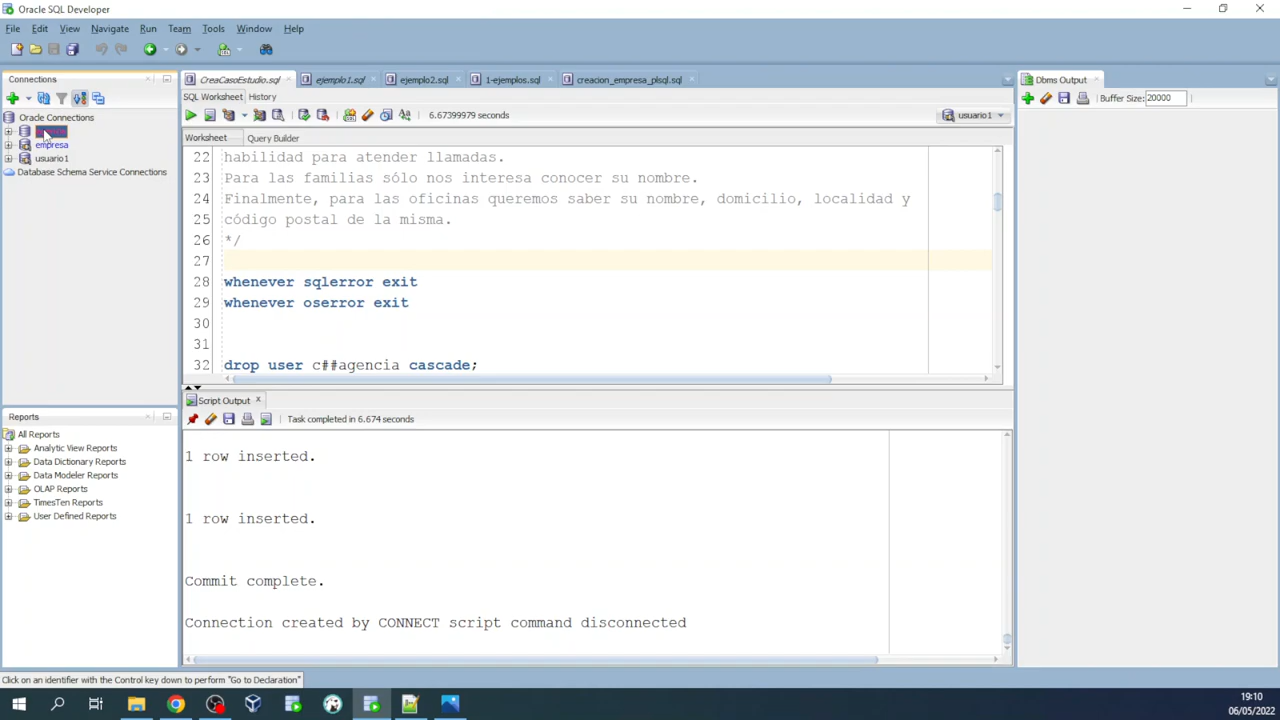 Oracle SQL Developer
File Edit View Navigate Run Team Tools Window Help
Connections
Oracle Connections
empresa
usuario1
Database Schema Service Connections
Reports
All Reports
Analytic View Reports
Data Dictionary Reports
Data Modeler Reports
OLAP Reports
TimesTen Reports
User Defined Reports
CreaCasoEstudio.sql ejemplo1.sql ejemplo2.sql 1-ejemplos.sql creacion_empresa_plsql.sql
SQL Worksheet History
6.67399979 seconds
usuario1
Worksheet Query Builder
22 habilidad para atender llamadas.
23 Para las familias sólo nos interesa conocer su nombre.
24 Finalmente, para las oficinas queremos saber su nombre, domicilio, localidad y
25 código postal de la misma.
26 */
27
28 whenever sqlerror exit
29 whenever oserror exit
30
31
32 drop user c##agencia cascade;
Script Output
Task completed in 6.674 seconds
1 row inserted.
1 row inserted.
Commit complete.
Connection created by CONNECT script command disconnected
Dbms Output
Buffer Size: 20000
Click on an identifier with the Control key down to perform "Go to Declaration"
19:10
06/05/2022